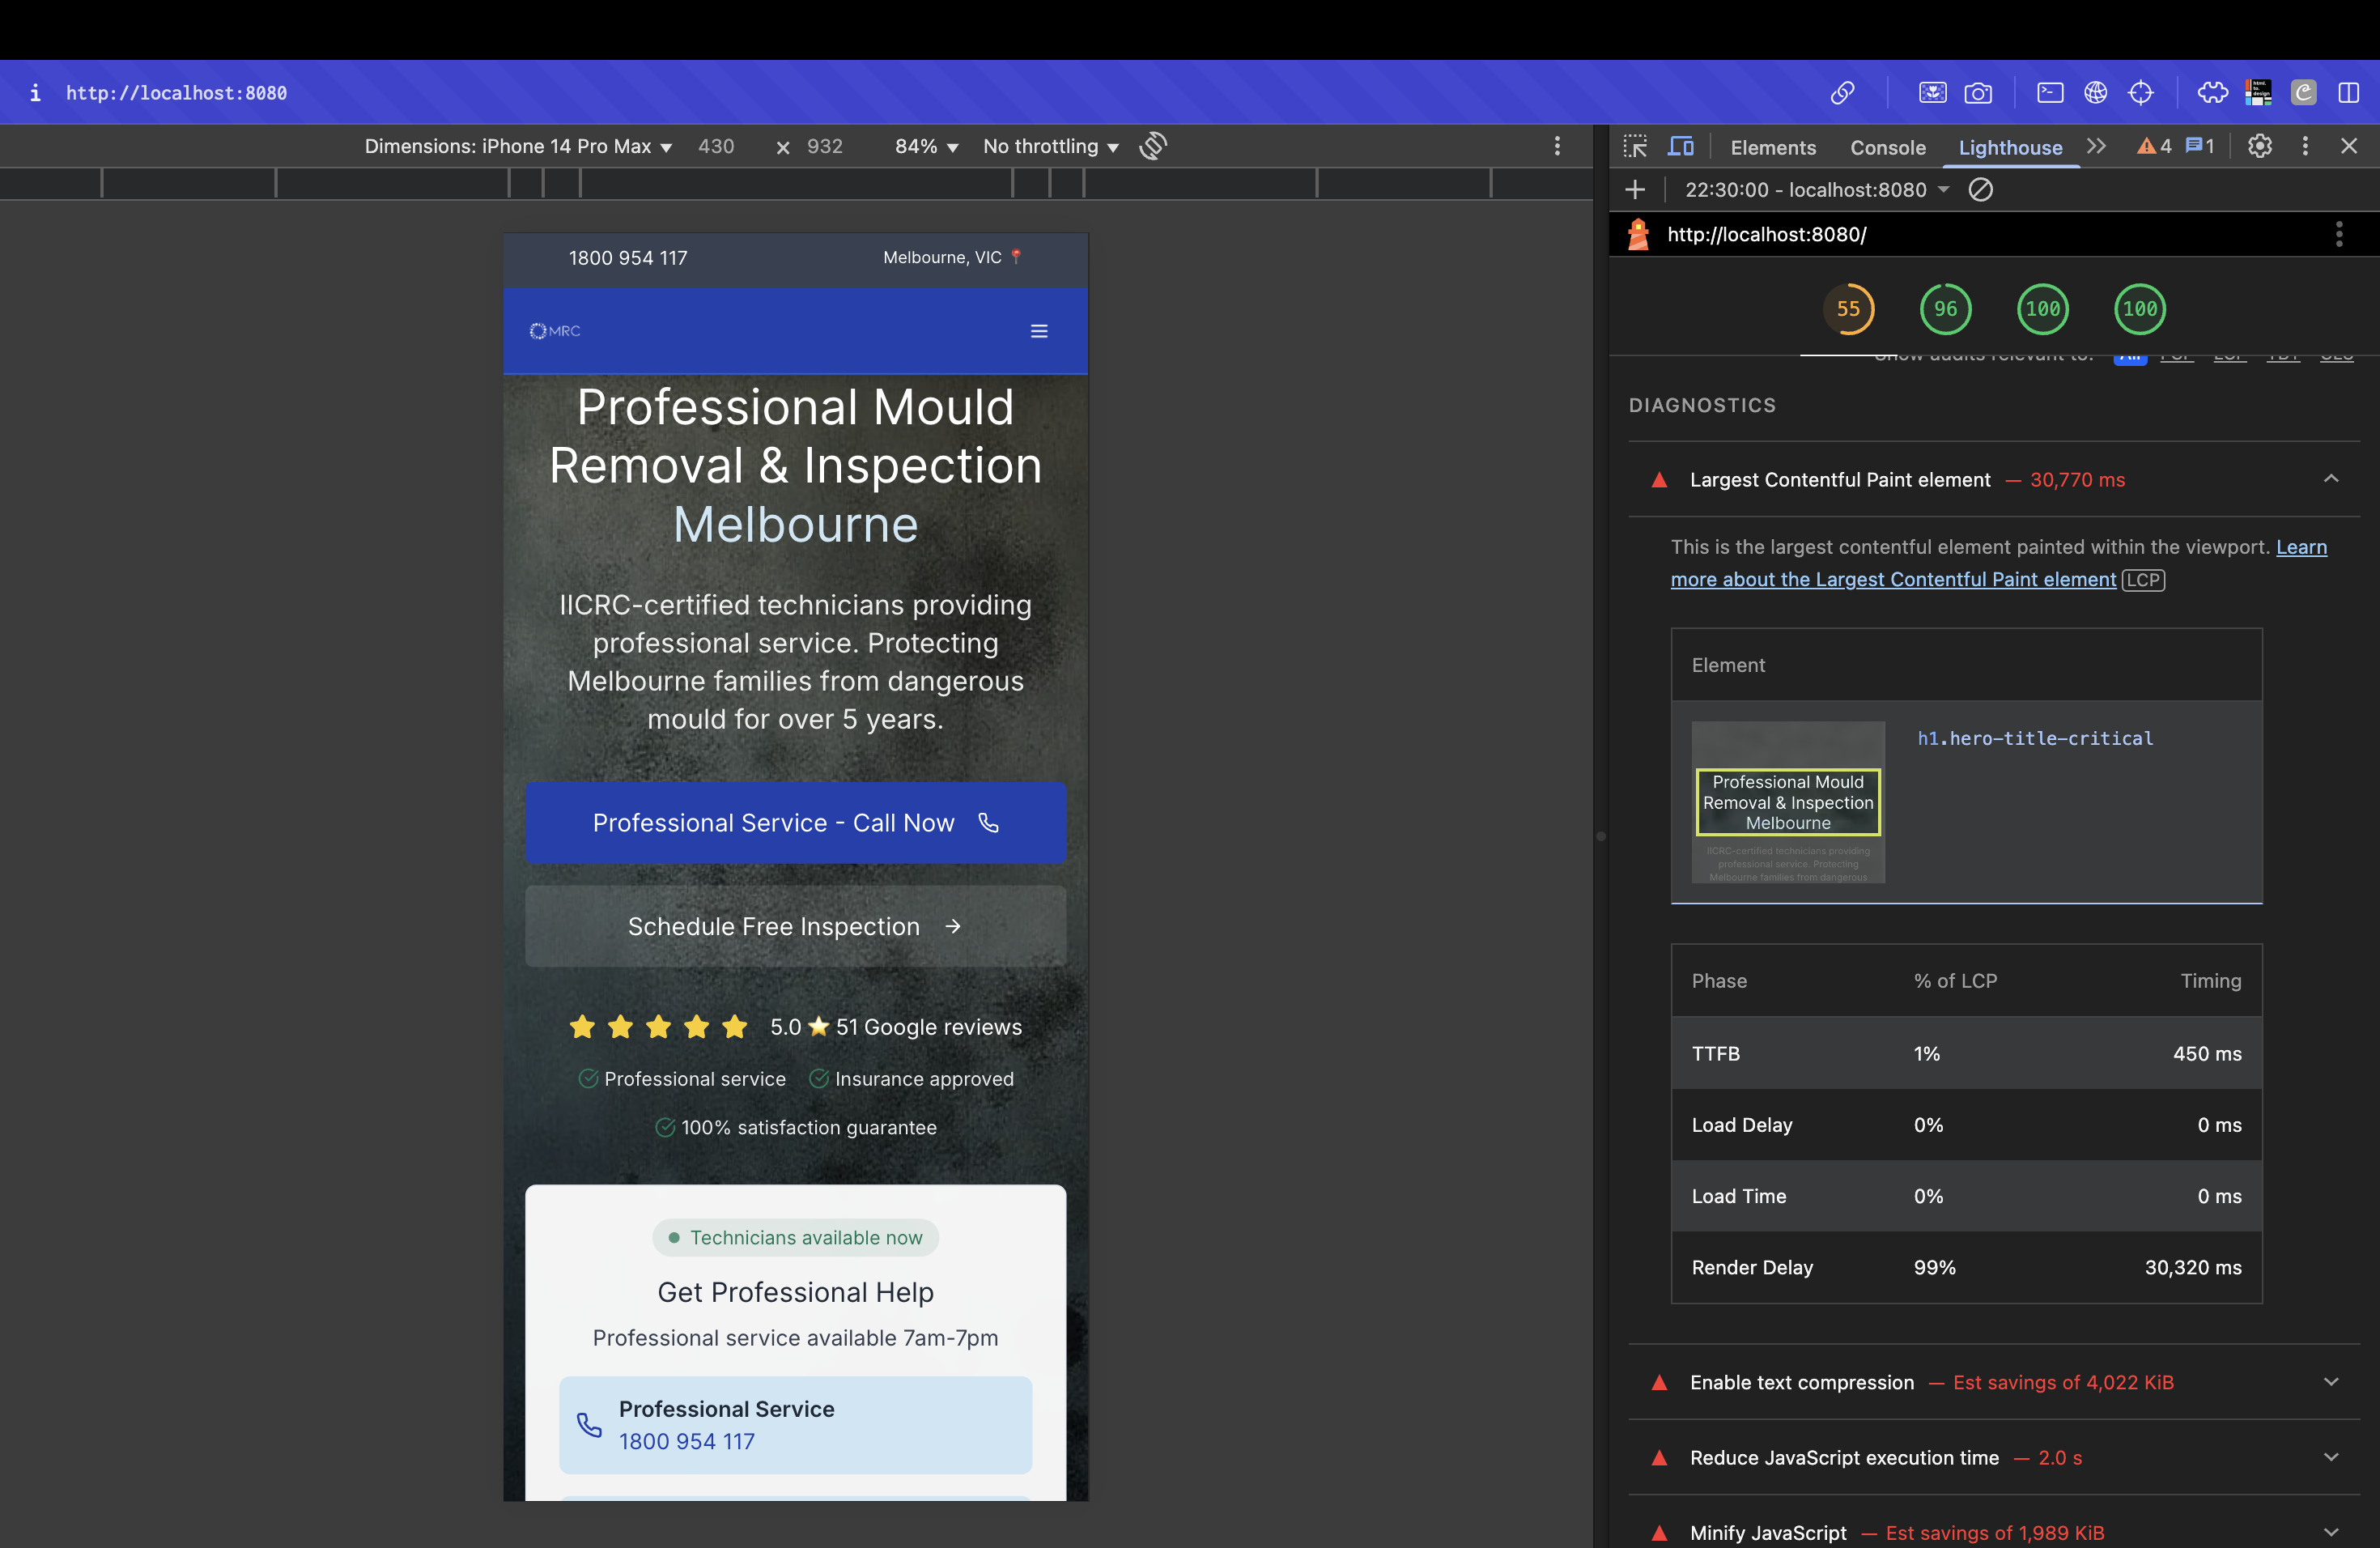 http://localhost:8080
Dimensions: iPhone 14 Pro Max ▼ 430 × 932 84% ▼ No throttling ▼
Elements Console Lighthouse 4 1
22:30:00 - localhost:8080
http://localhost:8080/
55 96 100 100
Show audits relevant to: All FCP LCP TBT CLS
1800 954 117 Melbourne, VIC 📍
MRC
Professional Mould
Removal & Inspection
Melbourne
IICRC-certified technicians providing
professional service. Protecting
Melbourne families from dangerous
mould for over 5 years.
Professional Service - Call Now
Schedule Free Inspection →
5.0 ⭐ 51 Google reviews
Professional service Insurance approved
100% satisfaction guarantee
Technicians available now
Get Professional Help
Professional service available 7am-7pm
Professional Service
1800 954 117
DIAGNOSTICS
Largest Contentful Paint element — 30,770 ms
This is the largest contentful element painted within the viewport. Learn
more about the Largest Contentful Paint element LCP
Element
Professional Mould
Removal & Inspection
Melbourne
IICRC-certified technicians providing
professional service. Protecting
Melbourne families from dangerous
h1.hero-title-critical
Phase % of LCP Timing
TTFB 1% 450 ms
Load Delay 0% 0 ms
Load Time 0% 0 ms
Render Delay 99% 30,320 ms
Enable text compression — Est savings of 4,022 KiB
Reduce JavaScript execution time — 2.0 s
Minify JavaScript — Est savings of 1,989 KiB